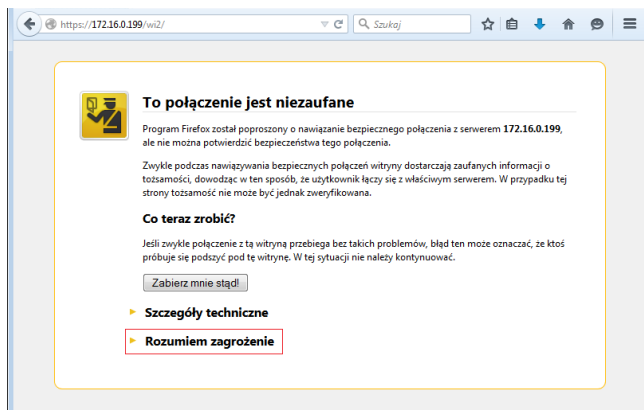 https://172.16.0.199/wi2/
Szukaj
To połączenie jest niezaufane
Program Firefox został poproszony o nawiązanie bezpiecznego połączenia z serwerem 172.16.0.199,
ale nie można potwierdzić bezpieczeństwa tego połączenia.
Zwykle podczas nawiązywania bezpiecznych połączeń witryny dostarczają zaufanych informacji o
tożsamości, dowodząc w ten sposób, że użytkownik łączy się z właściwym serwerem. W przypadku tej
strony tożsamość nie może być jednak zweryfikowana.
Co teraz zrobić?
Jeśli zwykle połączenie z tą witryną przebiega bez takich problemów, błąd ten może oznaczać, że ktoś
próbuje się podszyć pod tę witrynę. W tej sytuacji nie należy kontynuować.
Zabierz mnie stąd!
Szczegóły techniczne
Rozumiem zagrożenie